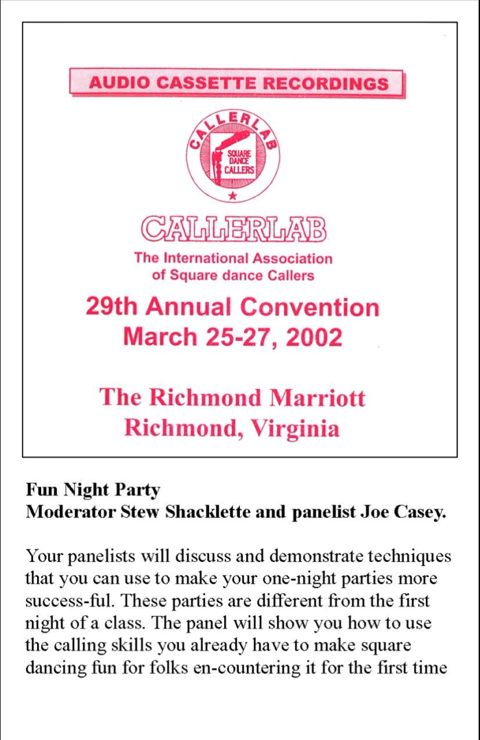 AUDIO CASSETTE RECORDINGS
CALLERLAB
SQUARE
DANCE
CALLERS
CALLERLAB
The International Association
of Square dance Callers
29th Annual Convention
March 25-27, 2002
The Richmond Marriott
Richmond, Virginia
Fun Night Party
Moderator Stew Shacklette and panelist Joe Casey.
Your panelists will discuss and demonstrate techniques
that you can use to make your one-night parties more
success-ful. These parties are different from the first
night of a class. The panel will show you how to use
the calling skills you already have to make square
dancing fun for folks en-countering it for the first time